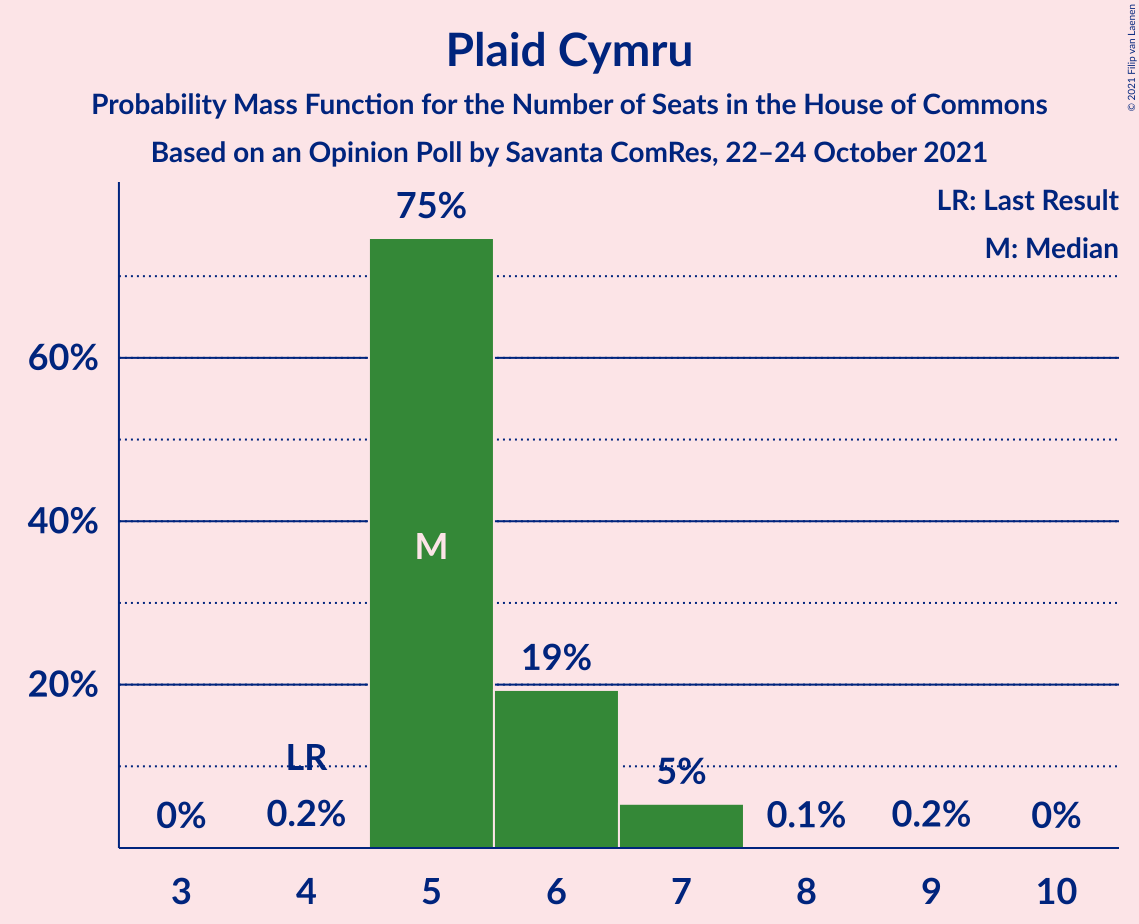 Plaid Cymru
Probability Mass Function for the Number of Seats in the House of Commons
Based on an Opinion Poll by Savanta ComRes, 22–24 October 2021
© 2021 Filip van Laenen
LR: Last Result
M: Median
75%
60%
40%
M
19%
20%
LR
5%
0%
0.2%
0.1%
0.2%
0%
3 4 5 6 7 8 9 10